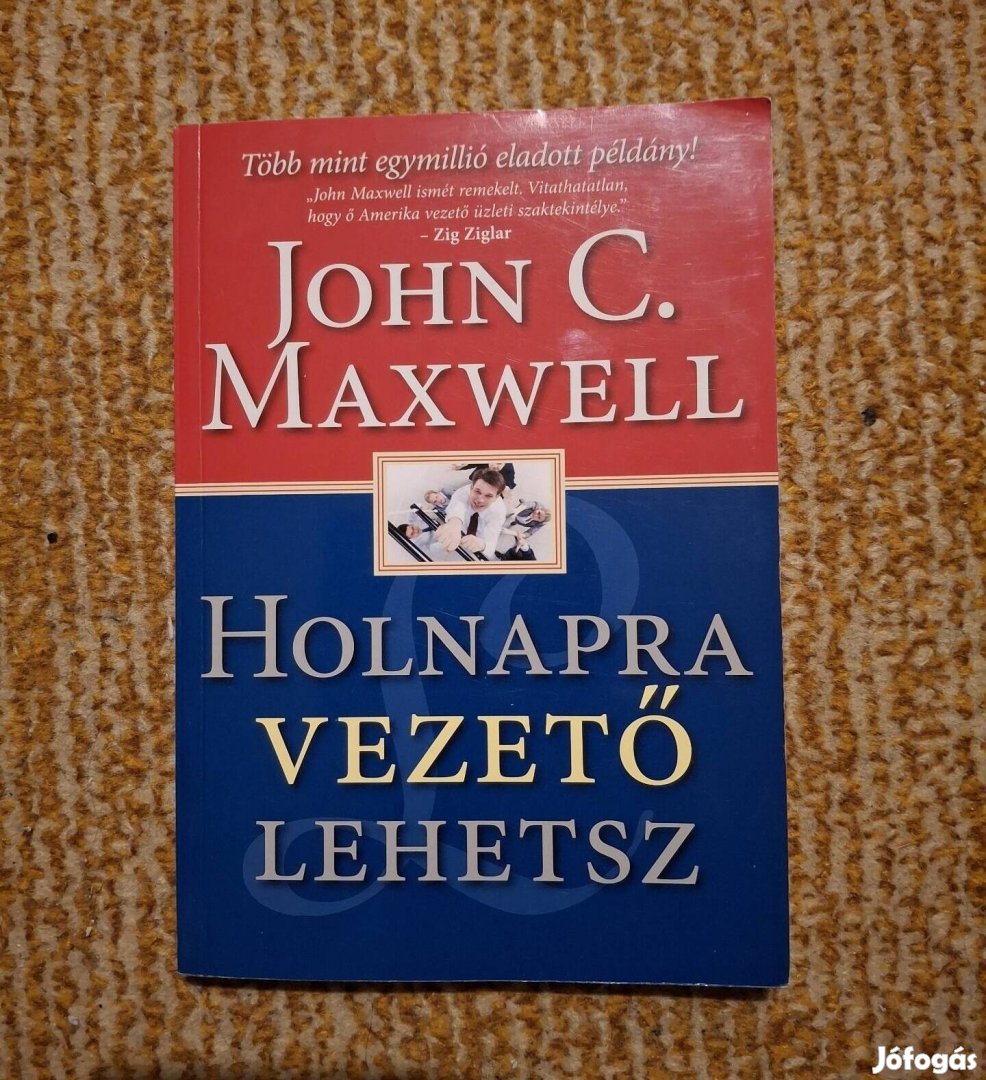 Több mint egymillió eladott példány!
„John Maxwell ismét remekelt. Vitathatatlan,
hogy ő Amerika vezető üzleti szaktekintélye.”
– Zig Ziglar
JOHN C.
MAXWELL
HOLNAPRA
VEZETŐ
LEHETSZ
Jófogás